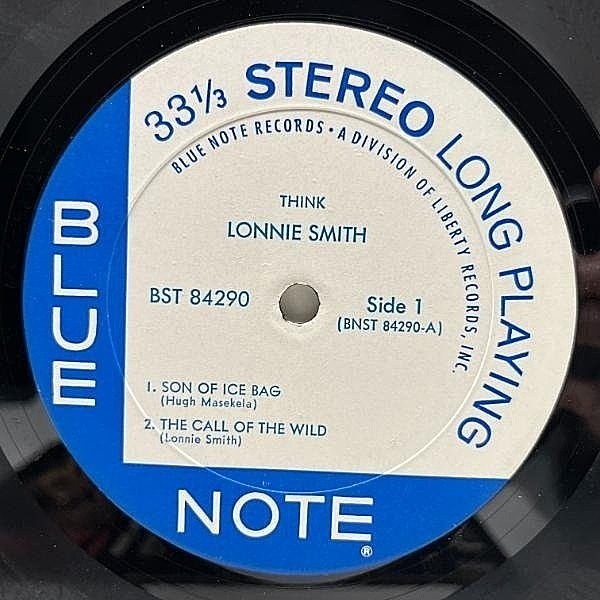 33⅓ STEREO LONG PLAYING
BLUE NOTE RECORDS • A DIVISION OF LIBERTY RECORDS, INC.
THINK
LONNIE SMITH
BST 84290
Side 1
(BNST 84290-A)
1. SON OF ICE BAG
(Hugh Masekela)
2. THE CALL OF THE WILD
(Lonnie Smith)
BLUE
NOTE®